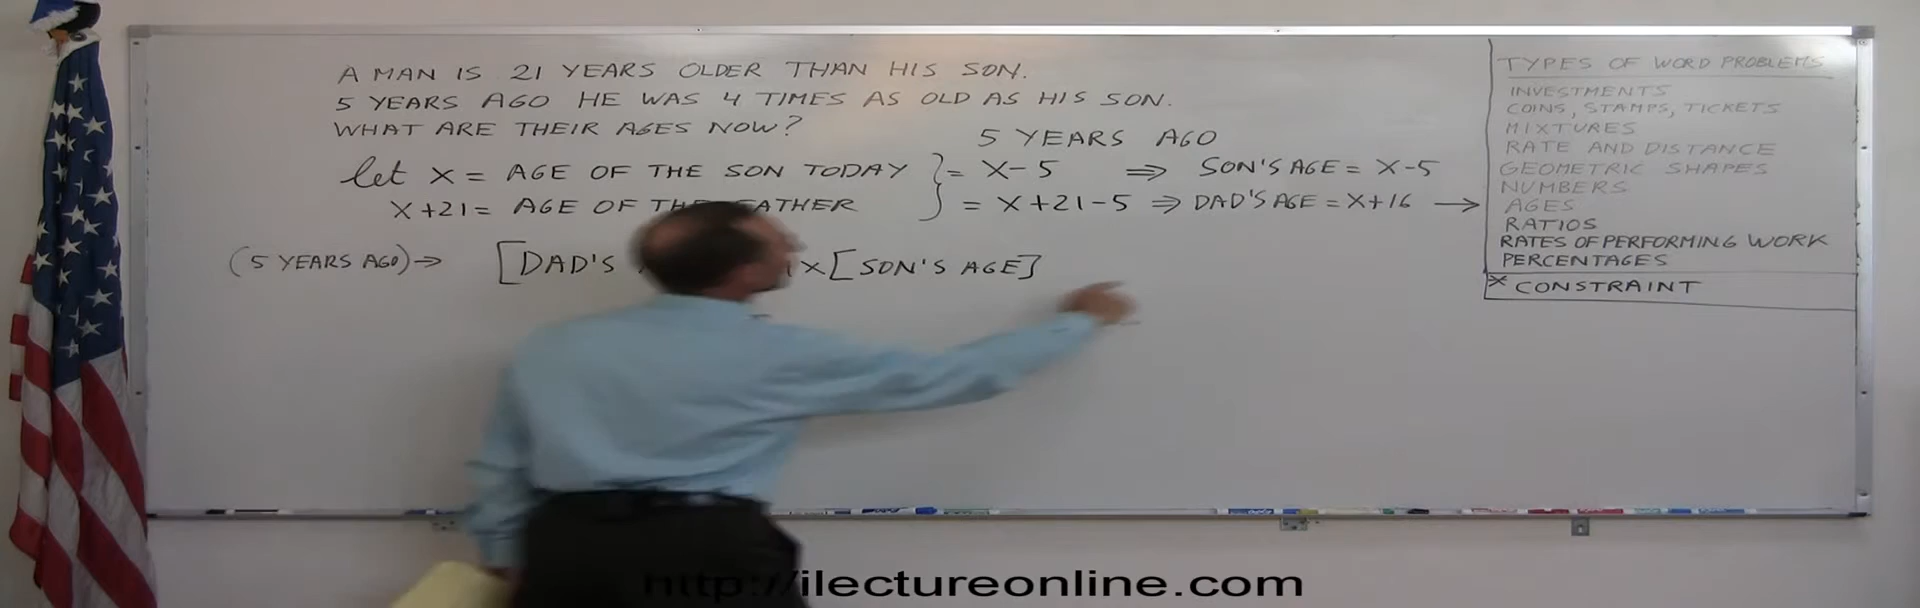 A MAN IS 21 YEARS OLDER THAN HIS SON.
5 YEARS AGO HE WAS 4 TIMES AS OLD AS HIS SON.
WHAT ARE THEIR AGES NOW?
5 YEARS AGO
let x = AGE OF THE SON TODAY } = X-5 ⇒ SON'S AGE = X-5
X+21 = AGE OF THE FATHER } = X+21-5 ⇒ DAD'S AGE = X+16 →
(5 YEARS AGO) → [DAD'S X [SON'S AGE]
TYPES OF WORD PROBLEMS
INVESTMENTS
COINS, STAMPS, TICKETS
MIXTURES
RATE AND DISTANCE
GEOMETRIC SHAPES
NUMBERS
AGES
RATIOS
RATES OF PERFORMING WORK
PERCENTAGES
* CONSTRAINT
http://ilectureonline.com